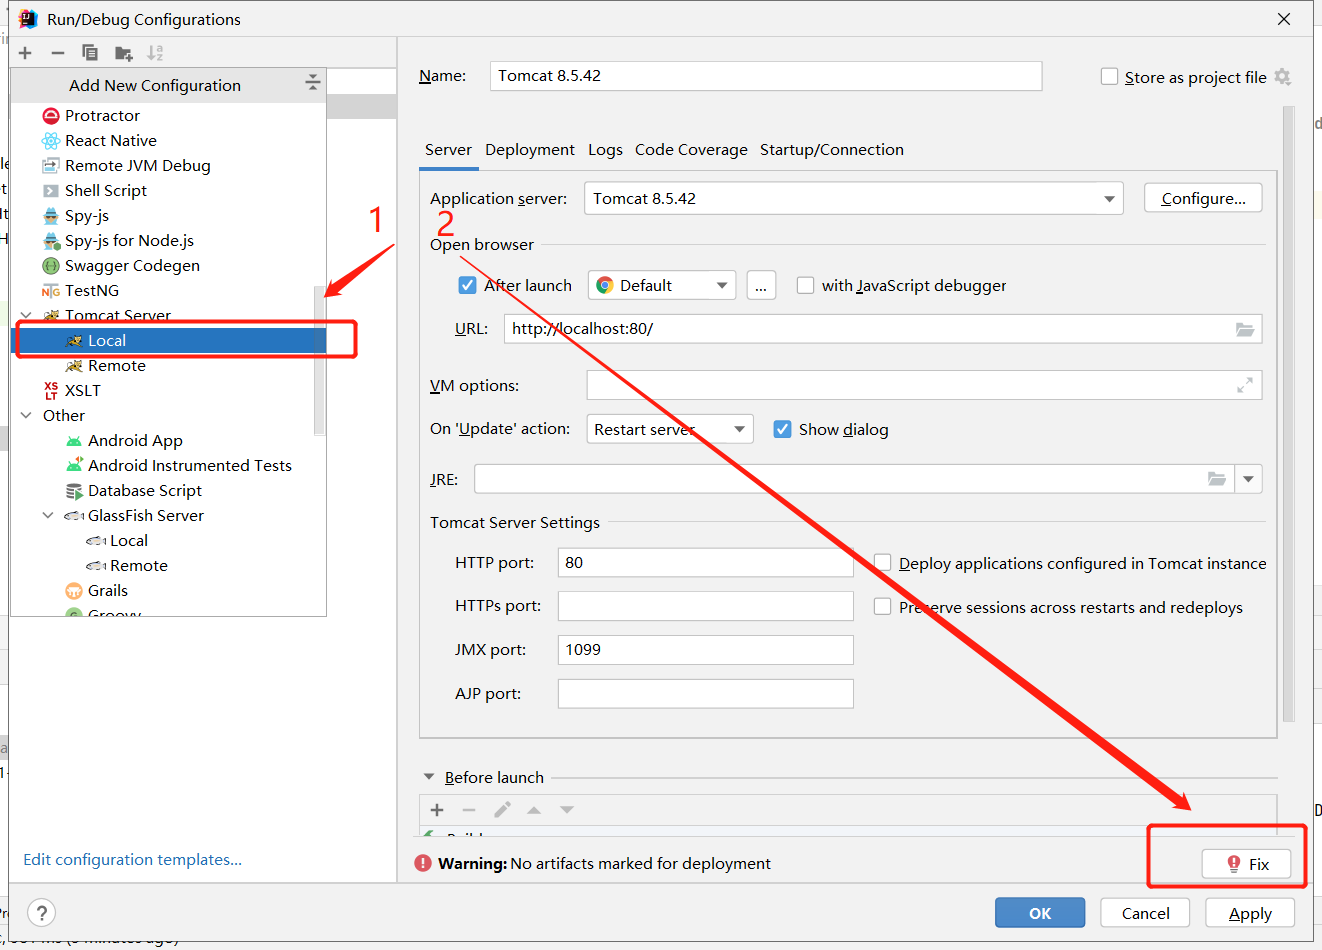 Run/Debug Configurations
Add New Configuration
Protractor
React Native
Remote JVM Debug
Shell Script
Spy-js
Spy-js for Node.js
Swagger Codegen
TestNG
Tomcat Server
Local
Remote
XSLT
Other
Android App
Android Instrumented Tests
Database Script
GlassFish Server
Local
Remote
Grails
Groovy
Edit configuration templates...
1
2
Name: Tomcat 8.5.42 Store as project file
Server Deployment Logs Code Coverage Startup/Connection
Application server: Tomcat 8.5.42 Configure...
Open browser
After launch Default ... with JavaScript debugger
URL: http://localhost:80/
VM options:
On 'Update' action: Restart server Show dialog
JRE:
Tomcat Server Settings
HTTP port: 80 Deploy applications configured in Tomcat instance
HTTPs port: Preserve sessions across restarts and redeploys
JMX port: 1099
AJP port:
Before launch
Build
Warning: No artifacts marked for deployment Fix
? OK Cancel Apply